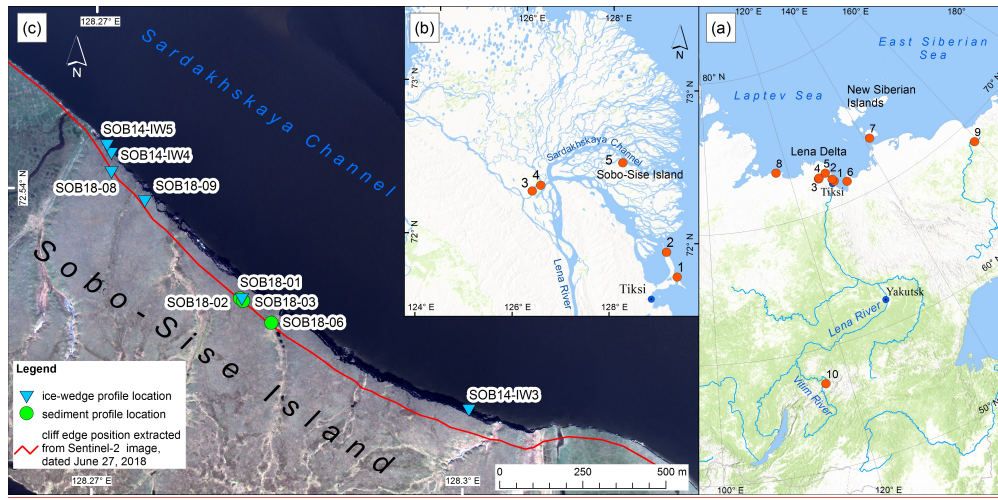 128.27° E
(c)
N
Sardakhskaya Channel
SOB14-IW5
SOB14-IW4
SOB18-08
SOB18-09
72.54° N
SOB18-01
SOB18-02
SOB18-03
SOB18-06
SOB14-IW3
Sobo-Sise Island
Legend
ice-wedge profile location
sediment profile location
cliff edge position extracted
from Sentinel-2 image,
dated June 27, 2018
0 250 500 m
128.27° E
128.3° E
(b)
126° E
128° E
N
73° N
73° N
Sardakhskaya
Channel
5
Sobo-Sise Island
4
3
72° N
72° N
2
1
Lena River
Tiksi
124° E
126° E
128° E
(a)
120° E
140° E
160° E
180°
East Siberian
Sea
80° N
70° N
New Siberian
Islands
Laptev Sea
7
9
Lena Delta
8
4
5
2
1
6
3
Tiksi
60° N
Yakutsk
Lena River
10
Vitim River
50° N
100° E
120° E